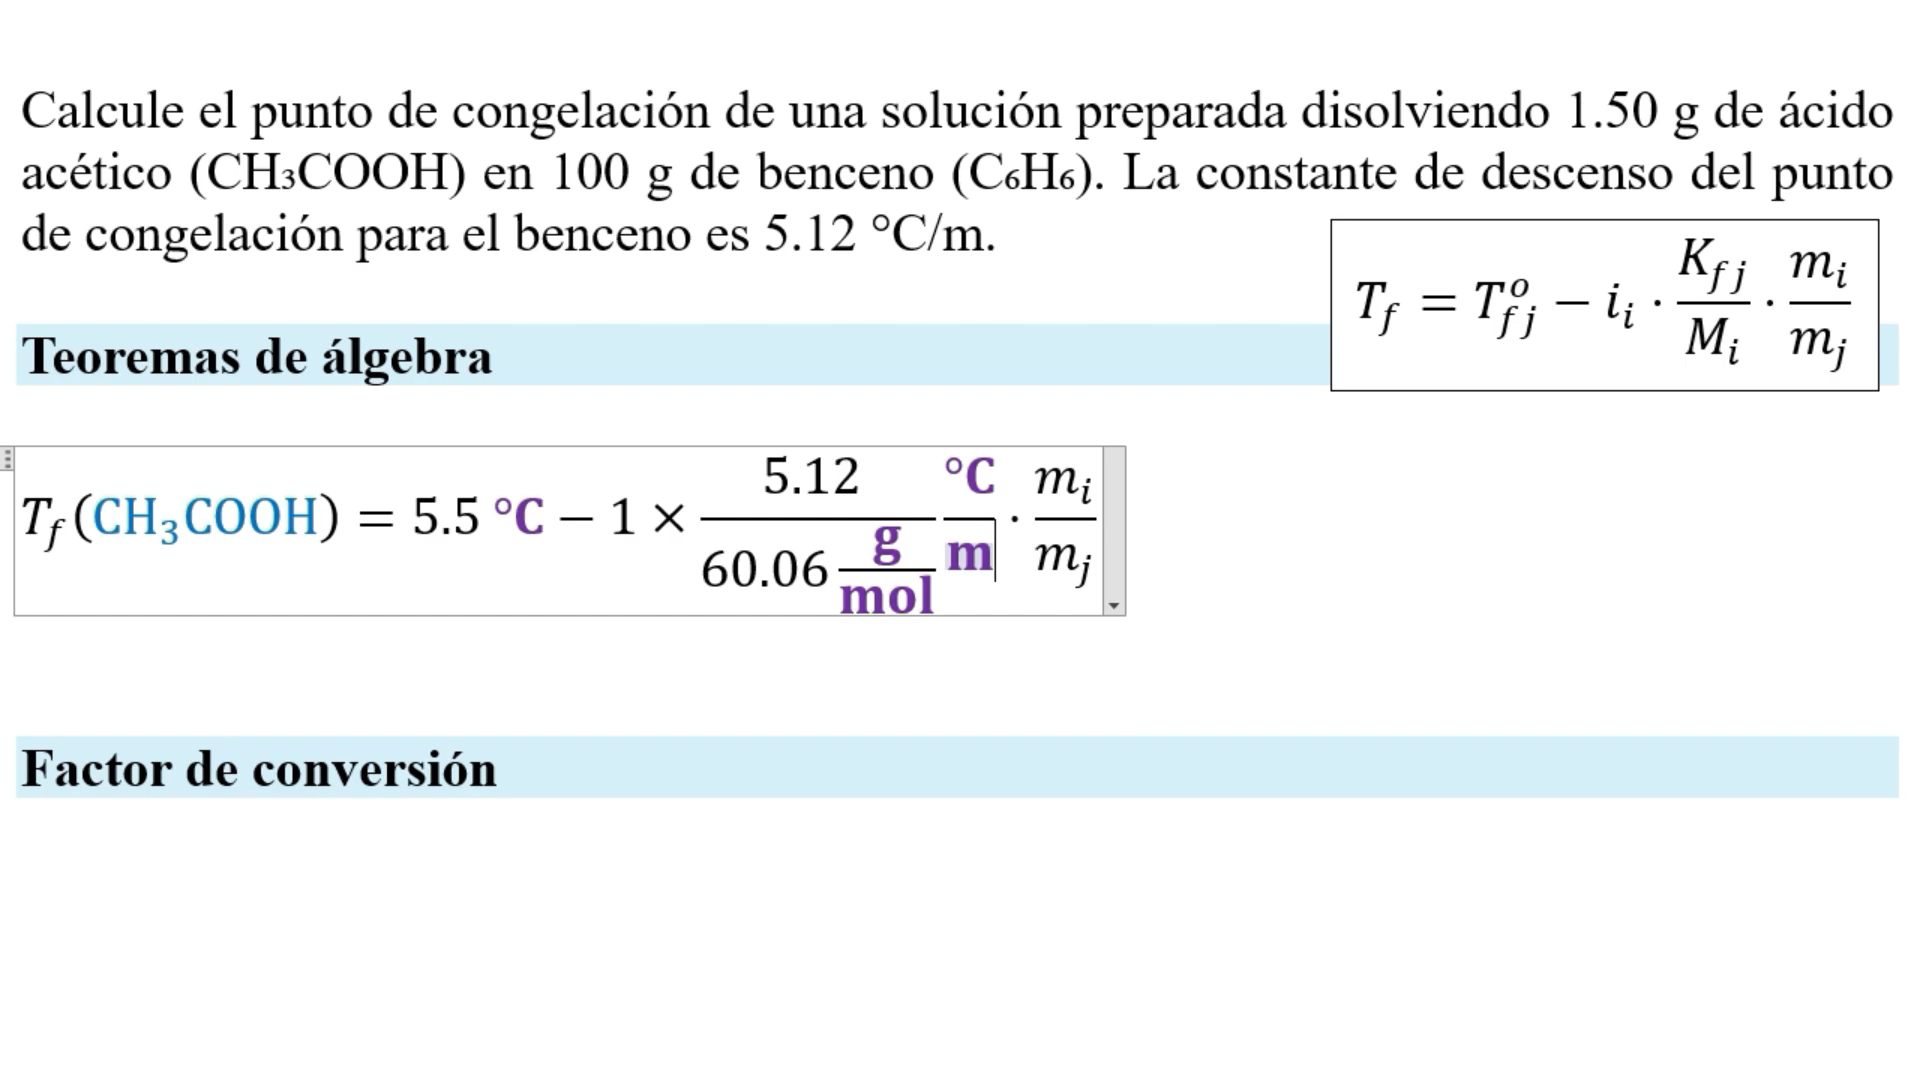 Calcule el punto de congelación de una solución preparada disolviendo 1.50 g de ácido
acético (CH₃COOH) en 100 g de benceno (C₆H₆). La constante de descenso del punto
de congelación para el benceno es 5.12 °C/m.
T_f = T°_fj − i_i · K_fj/M_i · m_i/m_j
Teoremas de álgebra
T_f(CH₃COOH) = 5.5 °C − 1 × 5.12/(60.06 g/mol) °C/m · m_i/m_j
Factor de conversión